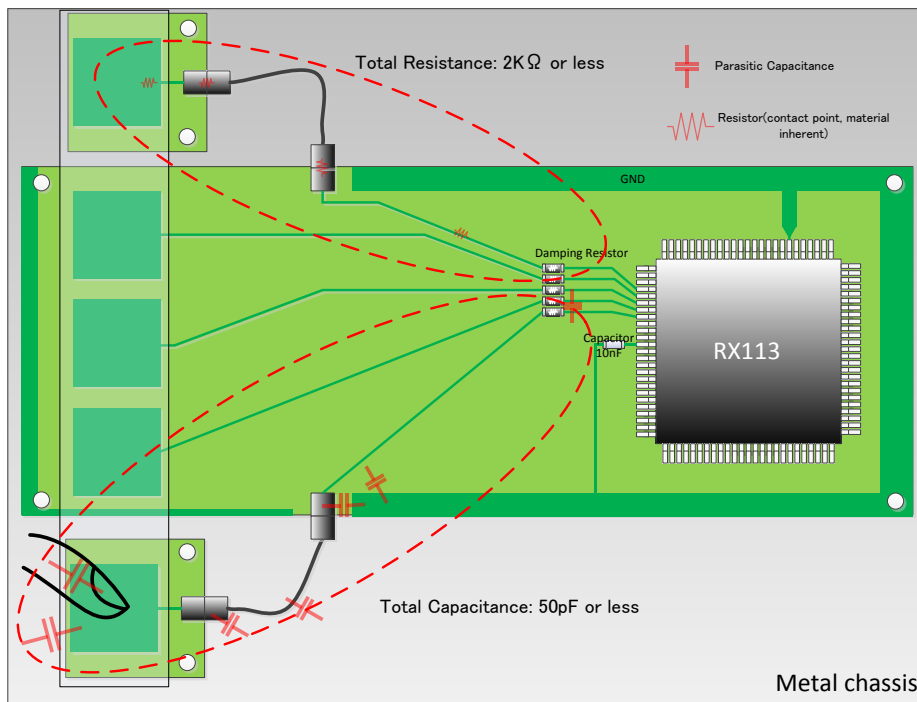 Total Resistance: 2KΩ or less
Parasitic Capacitance
Resistor(contact point, material
inherent)
GND
Damping Resistor
Capacitor
10nF
RX113
Total Capacitance: 50pF or less
Metal chassis